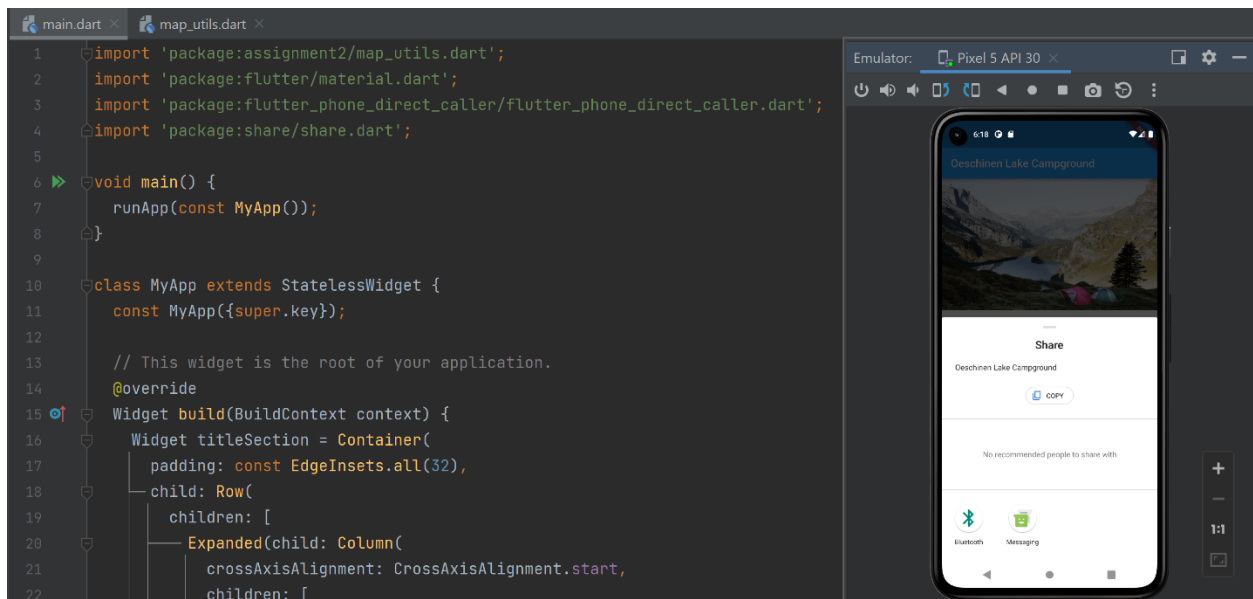 main.dart
map_utils.dart
1 import 'package:assignment2/map_utils.dart';
2 import 'package:flutter/material.dart';
3 import 'package:flutter_phone_direct_caller/flutter_phone_direct_caller.dart';
4 import 'package:share/share.dart';
5
6 void main() {
7 runApp(const MyApp());
8 }
9
10 class MyApp extends StatelessWidget {
11 const MyApp({super.key});
12
13 // This widget is the root of your application.
14 @override
15 Widget build(BuildContext context) {
16 Widget titleSection = Container(
17 padding: const EdgeInsets.all(32),
18 child: Row(
19 children: [
20 Expanded(child: Column(
21 crossAxisAlignment: CrossAxisAlignment.start,
22 children: [
Emulator: Pixel 5 API 30
6:18
Oeschinen Lake Campground
Share
Oeschinen Lake Campground
COPY
No recommended people to share with
Bluetooth
Messaging
1:1